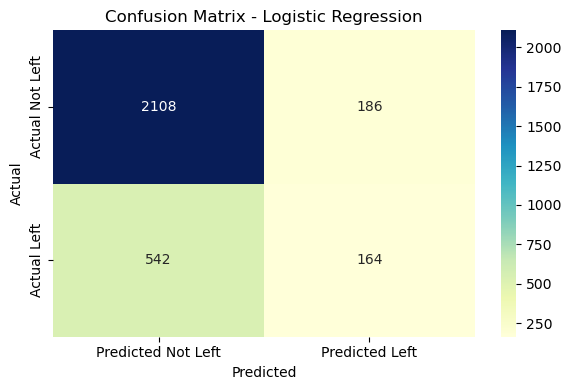 Confusion Matrix - Logistic Regression
Actual
Actual Not Left
Actual Left
2108
186
542
164
Predicted Not Left
Predicted Left
Predicted
2000
1750
1500
1250
1000
750
500
250